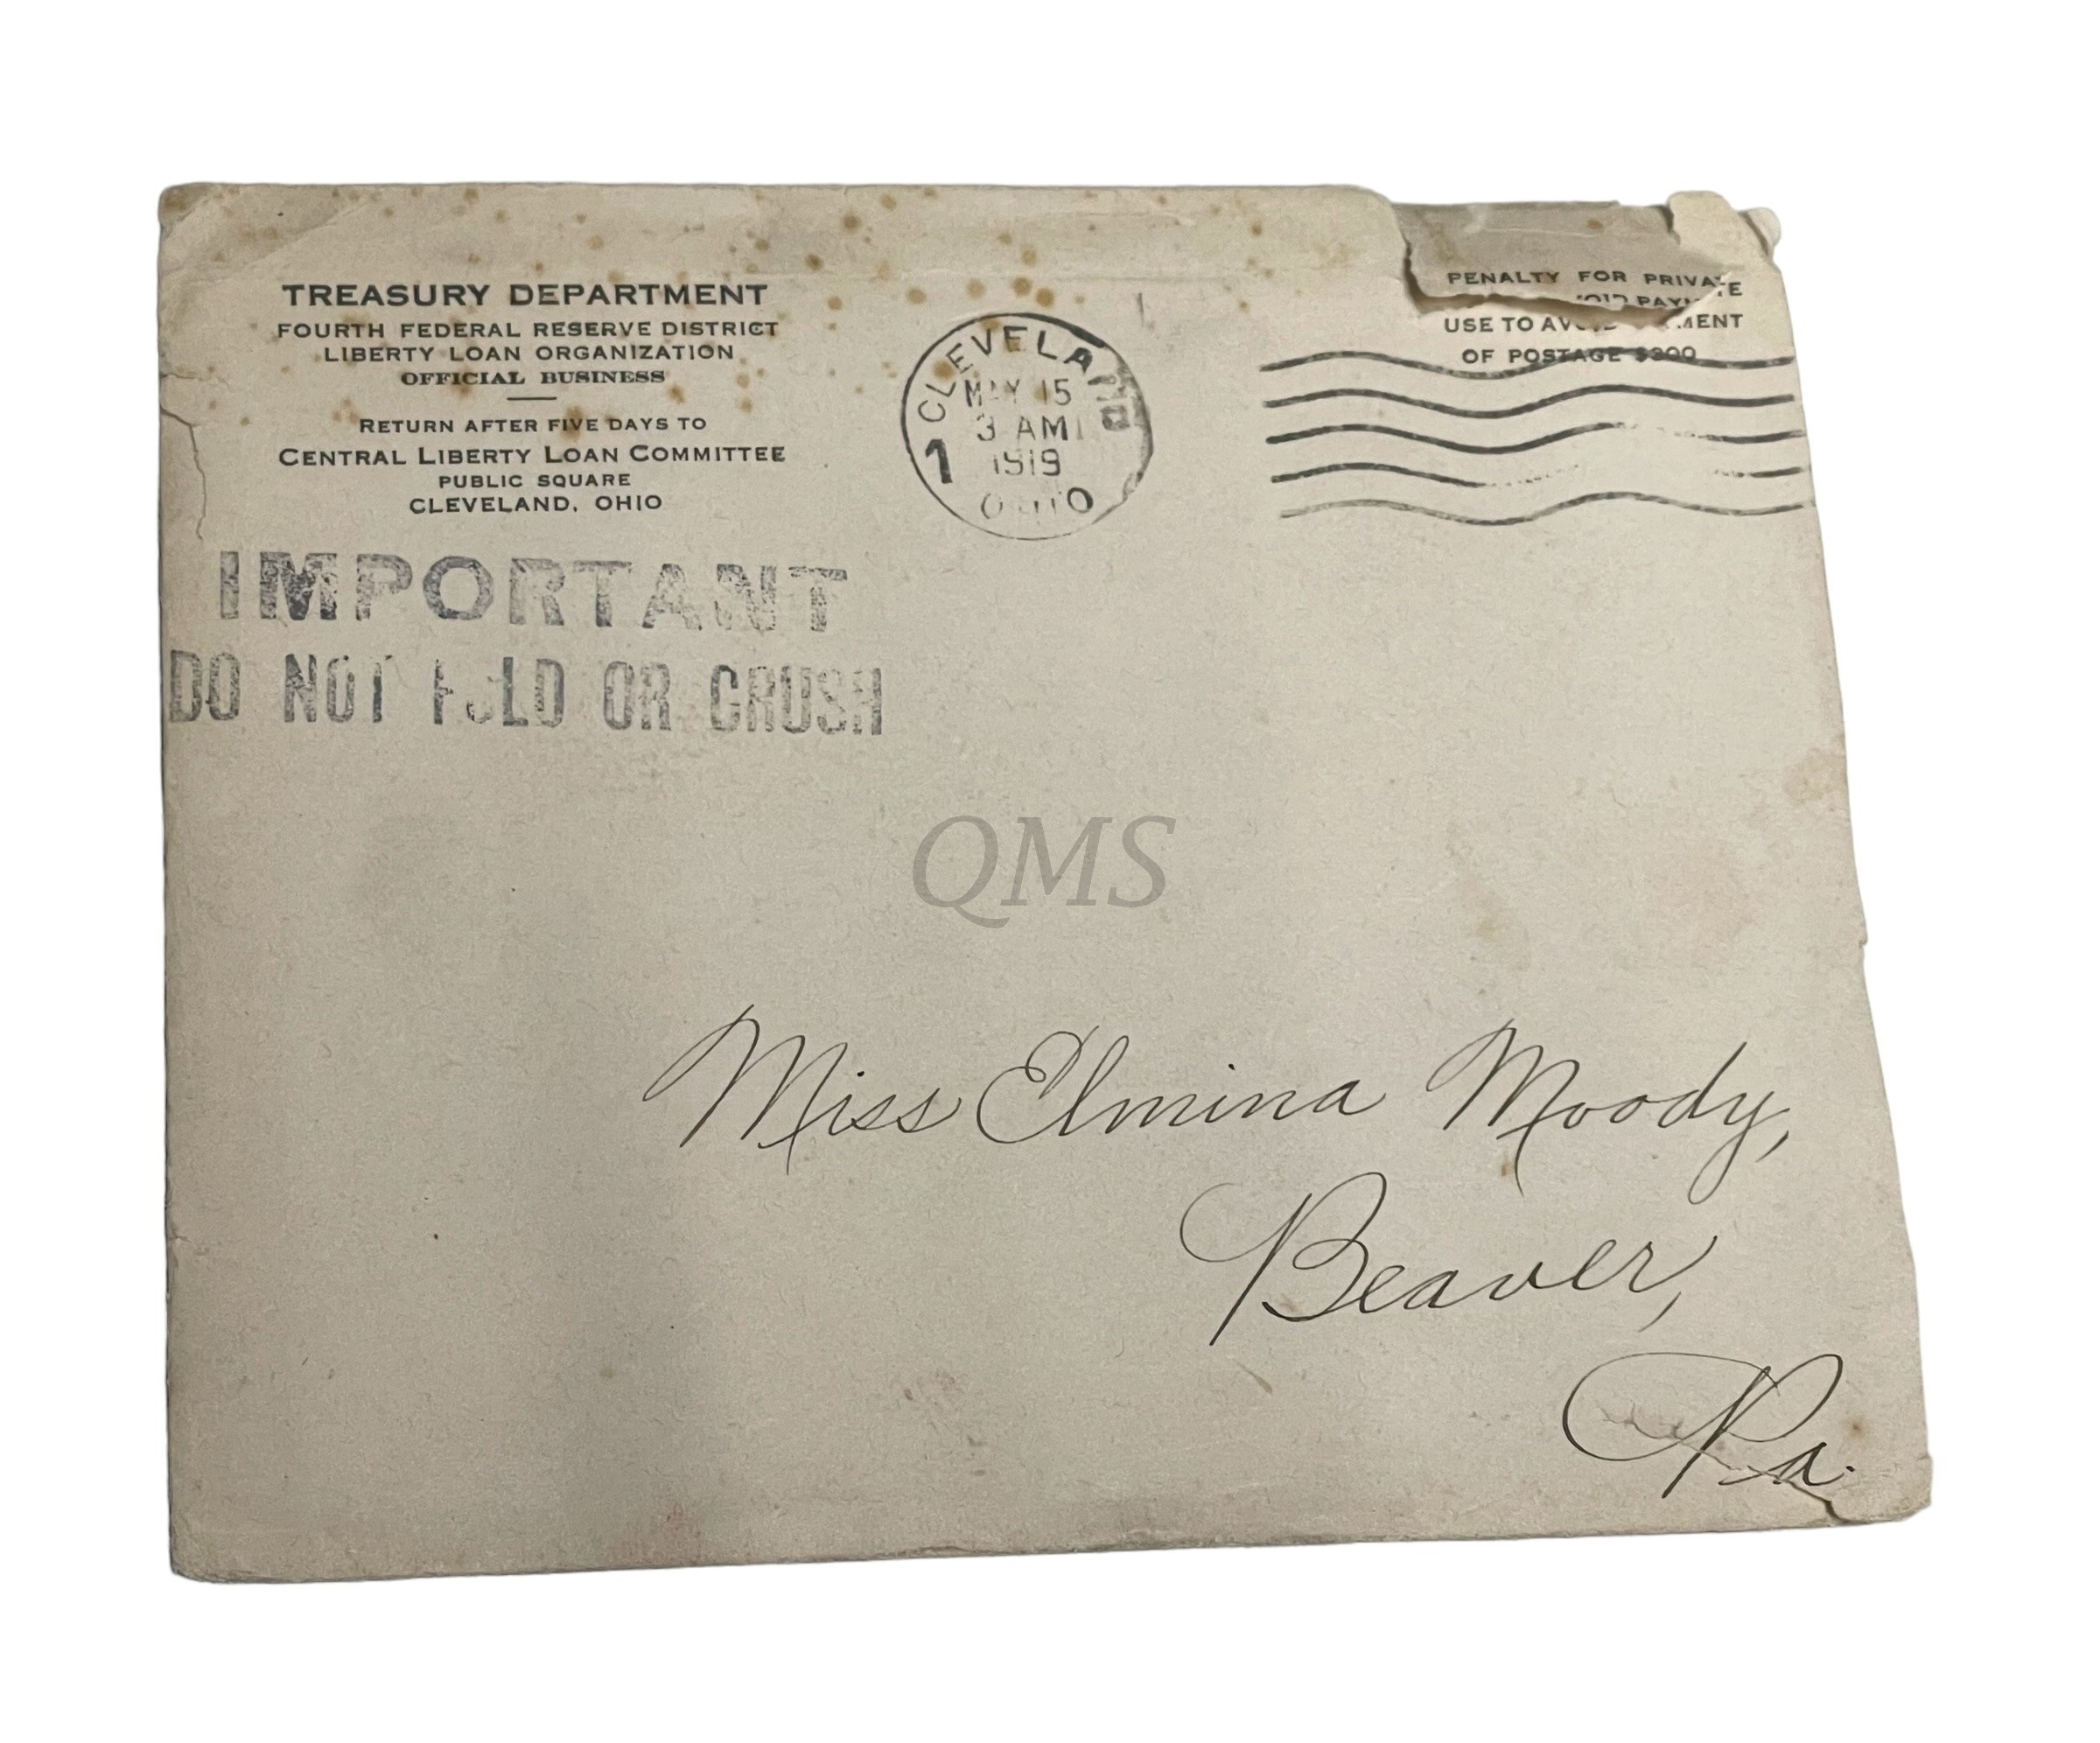 TREASURY DEPARTMENT
FOURTH FEDERAL RESERVE DISTRICT
LIBERTY LOAN ORGANIZATION
OFFICIAL BUSINESS
RETURN AFTER FIVE DAYS TO
CENTRAL LIBERTY LOAN COMMITTEE
PUBLIC SQUARE
CLEVELAND, OHIO
CLEVELAND
MAY 15
3 AM
1919
1
OHIO
PENALTY FOR PRIVATE
USE TO AVOID PAYMENT
OF POSTAGE $300
IMPORTANT
DO NOT FOLD OR CRUSH
QMS
Miss Elmina Moody,
Beaver,
Pa.